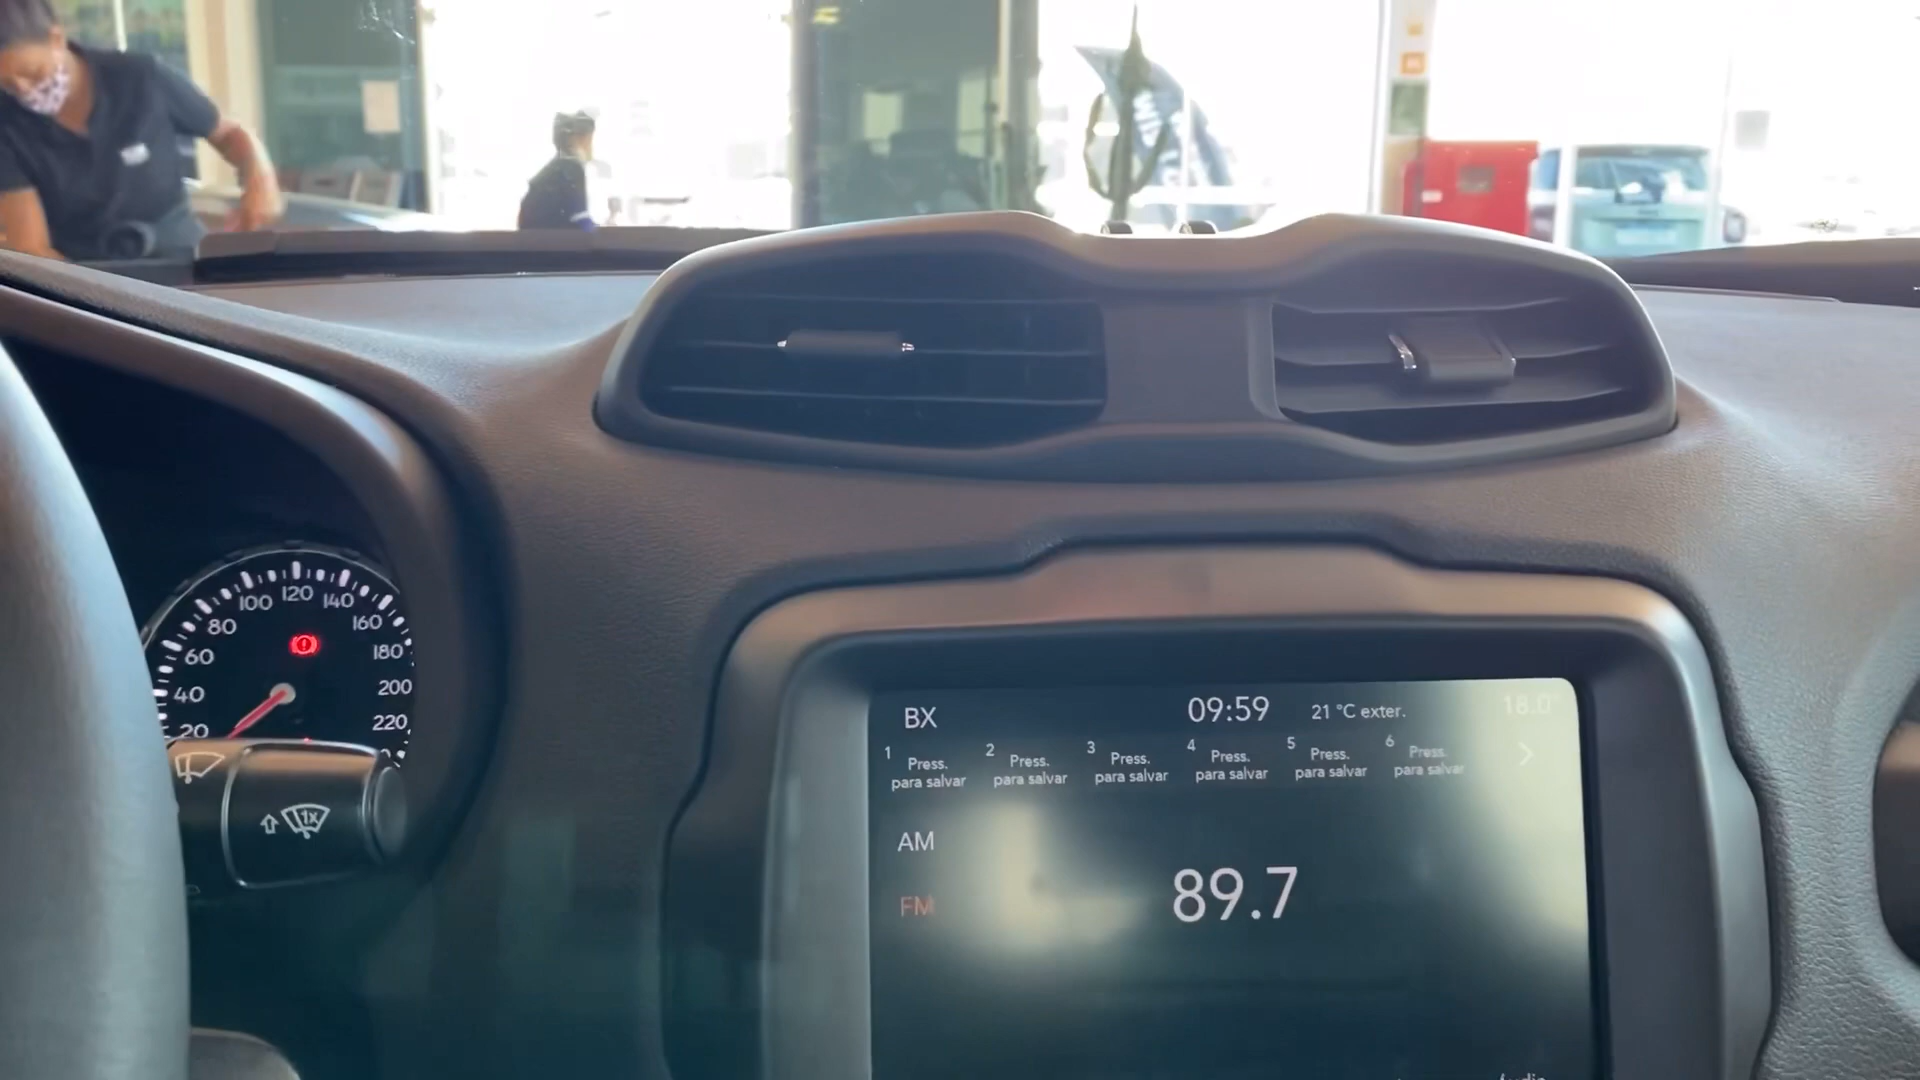 BX 09:59 21 °C exter. 18.0°
1 Press. para salvar
2 Press. para salvar
3 Press. para salvar
4 Press. para salvar
5 Press. para salvar
6 Press. para salvar
AM
89.7
FM
20
40
60
80
100
120
140
160
180
200
220
1x